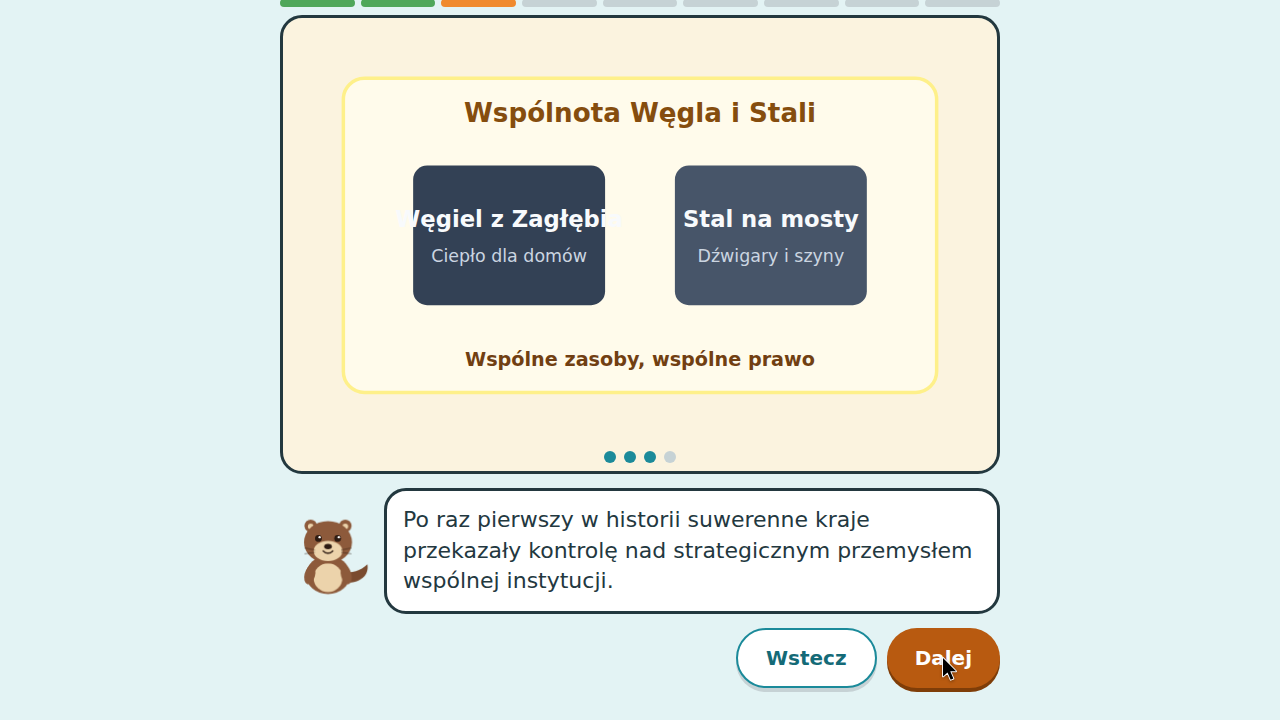 Wspólnota Węgla i Stali
Węgiel z Zagłębia
Stal na mosty
Ciepło dla domów
Dźwigary i szyny
Wspólne zasoby, wspólne prawo
Po raz pierwszy w historii suwerenne kraje
przekazały kontrolę nad strategicznym przemysłem
wspólnej instytucji.
Wstecz
Dalej